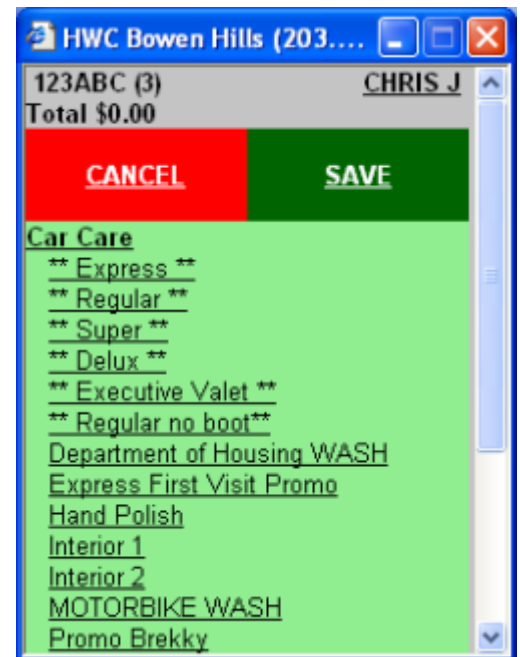 HWC Bowen Hills (203....
123ABC (3) CHRIS J
Total $0.00
CANCEL SAVE
Car Care
** Express **
** Regular **
** Super **
** Delux **
** Executive Valet **
** Regular no boot**
Department of Housing WASH
Express First Visit Promo
Hand Polish
Interior 1
Interior 2
MOTORBIKE WASH
Promo Brekky